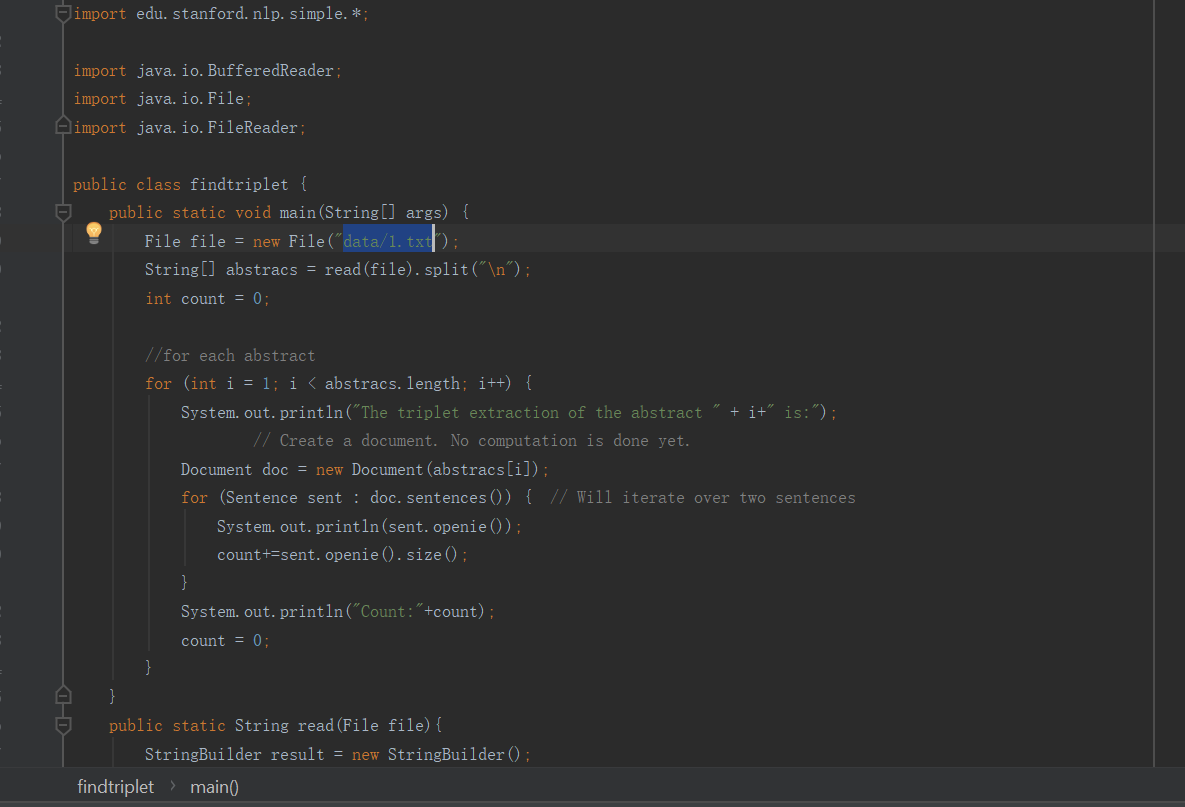 import edu.stanford.nlp.simple.*;
import java.io.BufferedReader;
import java.io.File;
import java.io.FileReader;
public class findtriplet {
public static void main(String[] args) {
File file = new File("data/1.txt");
String[] abstracs = read(file).split("\n");
int count = 0;
//for each abstract
for (int i = 1; i < abstracs.length; i++) {
System.out.println("The triplet extraction of the abstract " + i+" is:");
// Create a document. No computation is done yet.
Document doc = new Document(abstracs[i]);
for (Sentence sent : doc.sentences()) {  // Will iterate over two sentences
System.out.println(sent.openie());
count+=sent.openie().size();
}
System.out.println("Count:"+count);
count = 0;
}
}
public static String read(File file){
StringBuilder result = new StringBuilder();
findtriplet › main()